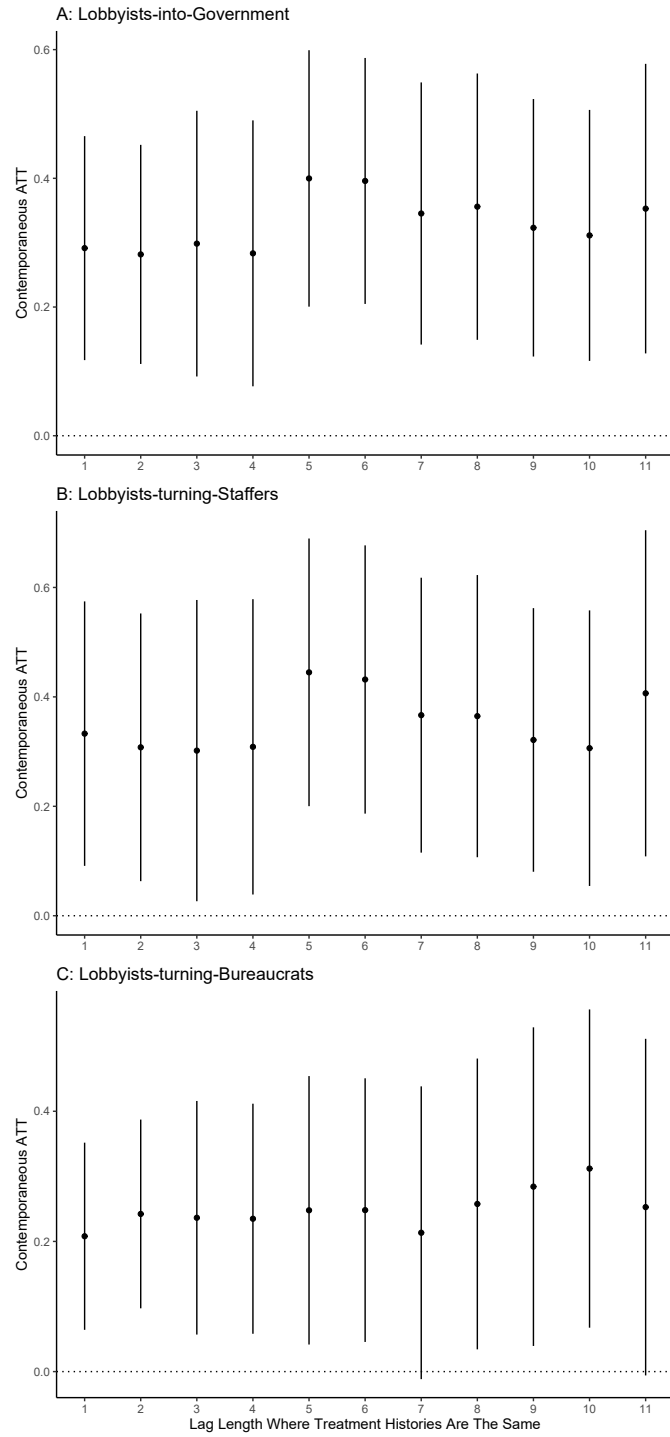 A: Lobbyists-into-Government
0.6
0.4
0.2
0.0
Contemporaneous ATT
1 2 3 4 5 6 7 8 9 10 11
B: Lobbyists-turning-Staffers
0.6
0.4
0.2
0.0
Contemporaneous ATT
1 2 3 4 5 6 7 8 9 10 11
C: Lobbyists-turning-Bureaucrats
0.4
0.2
0.0
Contemporaneous ATT
1 2 3 4 5 6 7 8 9 10 11
Lag Length Where Treatment Histories Are The Same